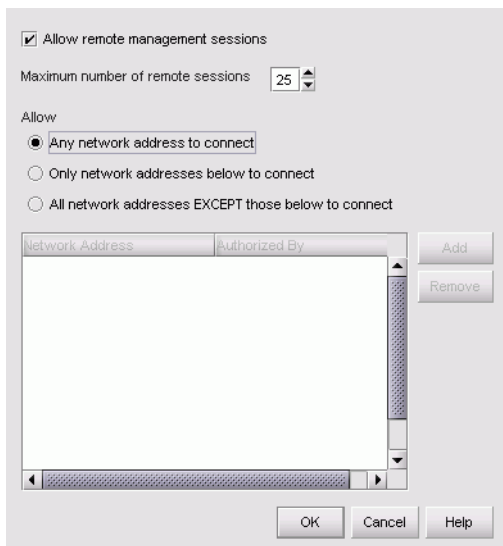 Allow remote management sessions
Maximum number of remote sessions 25
Allow
Any network address to connect
Only network addresses below to connect
All network addresses EXCEPT those below to connect
Network Address Authorized By
Add
Remove
OK Cancel Help